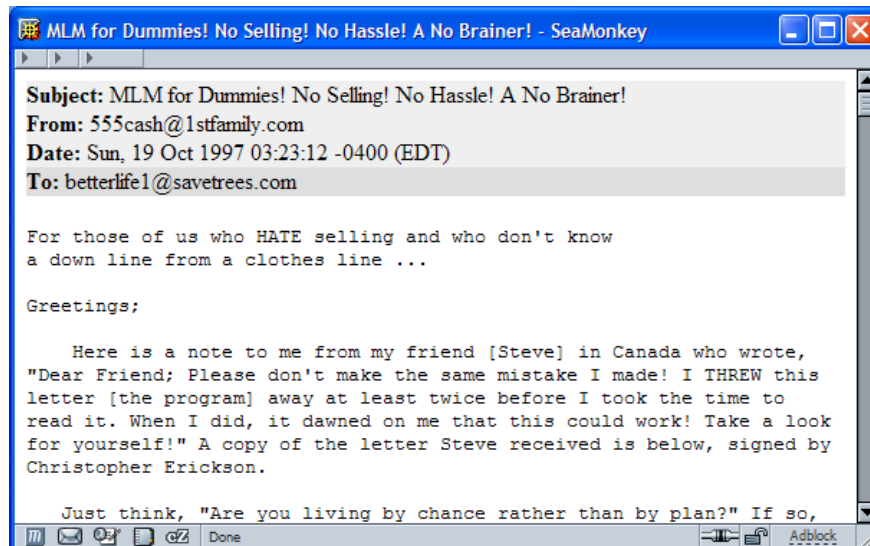 MLM for Dummies! No Selling! No Hassle! A No Brainer! - SeaMonkey
Subject: MLM for Dummies! No Selling! No Hassle! A No Brainer!
From: 555cash@1stfamily.com
Date: Sun, 19 Oct 1997 03:23:12 -0400 (EDT)
To: betterlife1@savetrees.com
For those of us who HATE selling and who don't know
a down line from a clothes line ...
Greetings;
Here is a note to me from my friend [Steve] in Canada who wrote,
"Dear Friend; Please don't make the same mistake I made! I THREW this
letter [the program] away at least twice before I took the time to
read it. When I did, it dawned on me that this could work! Take a look
for yourself!" A copy of the letter Steve received is below, signed by
Christopher Erickson.
Just think, "Are you living by chance rather than by plan?" If so,
m cZ Done Adblock